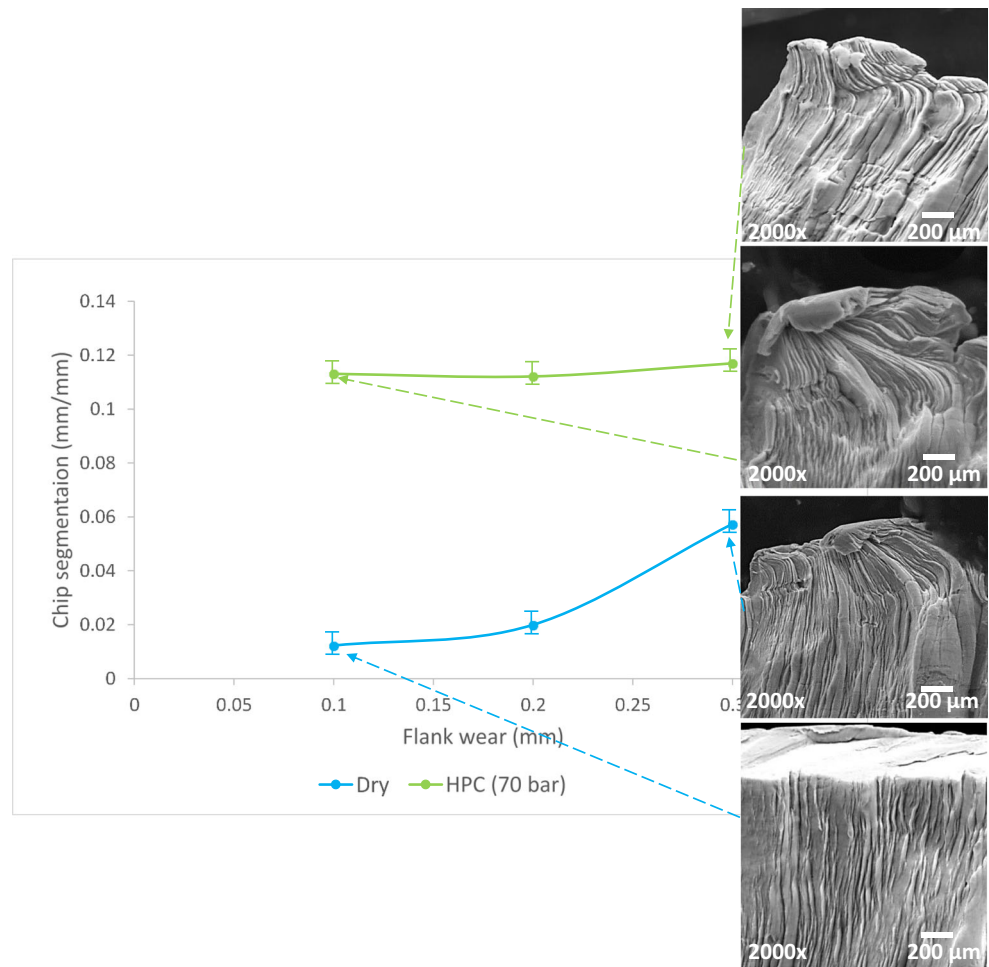 2000x 200 µm
2000x 200 µm
2000x 200 µm
2000x 200 µm
Chip segmentaion (mm/mm)
0.14
0.12
0.1
0.08
0.06
0.04
0.02
0
0 0.05 0.1 0.15 0.2 0.25
Flank wear (mm)
Dry HPC (70 bar)